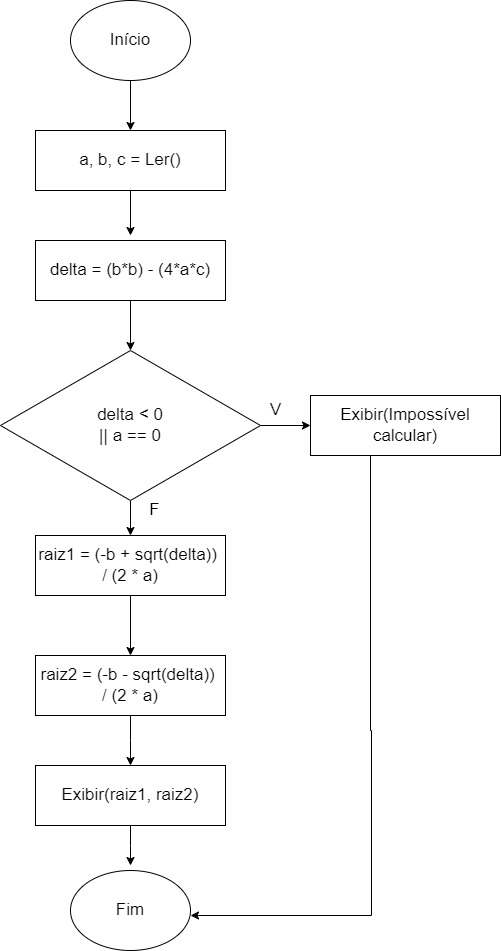 Início
a, b, c = Ler()
delta = (b*b) - (4*a*c)
delta < 0
|| a == 0
V
Exibir(Impossível
calcular)
F
raiz1 = (-b + sqrt(delta))
/ (2 * a)
raiz2 = (-b - sqrt(delta))
/ (2 * a)
Exibir(raiz1, raiz2)
Fim